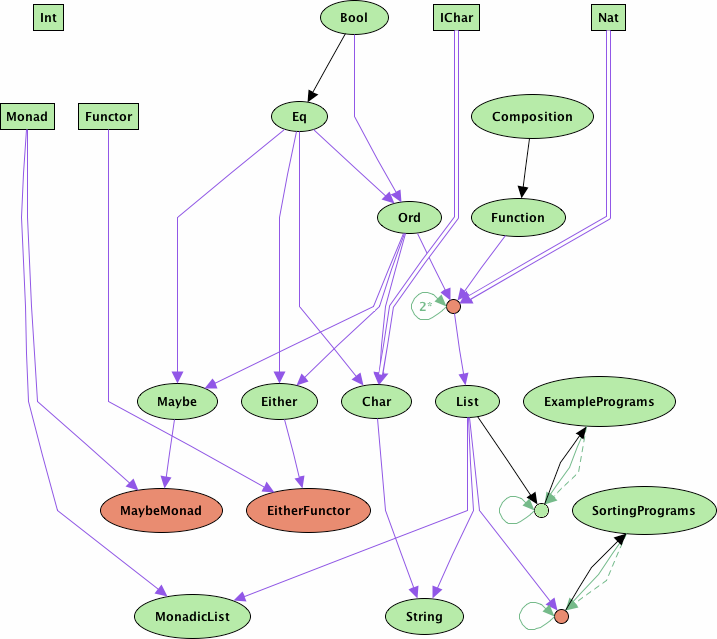 Int
Bool
IChar
Nat
Monad
Functor
Eq
Composition
Ord
Function
2*
Maybe
Either
Char
List
ExamplePrograms
MaybeMonad
EitherFunctor
SortingPrograms
MonadicList
String